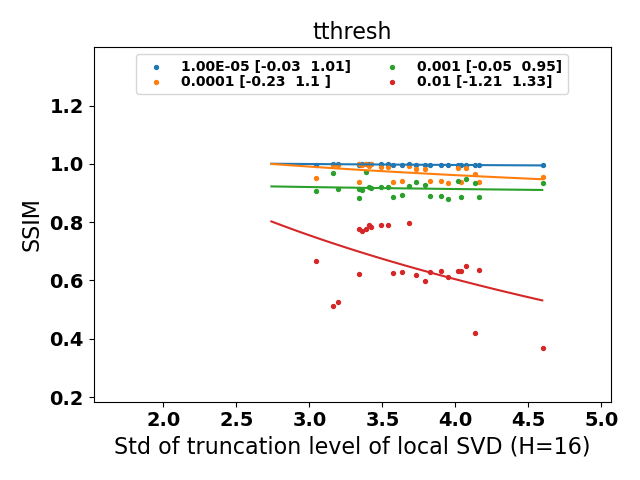 tthresh
1.00E-05 [-0.03 1.01]
0.0001 [-0.23 1.1 ]
0.001 [-0.05 0.95]
0.01 [-1.21 1.33]
SSIM
1.2
1.0
0.8
0.6
0.4
0.2
2.0 2.5 3.0 3.5 4.0 4.5 5.0
Std of truncation level of local SVD (H=16)